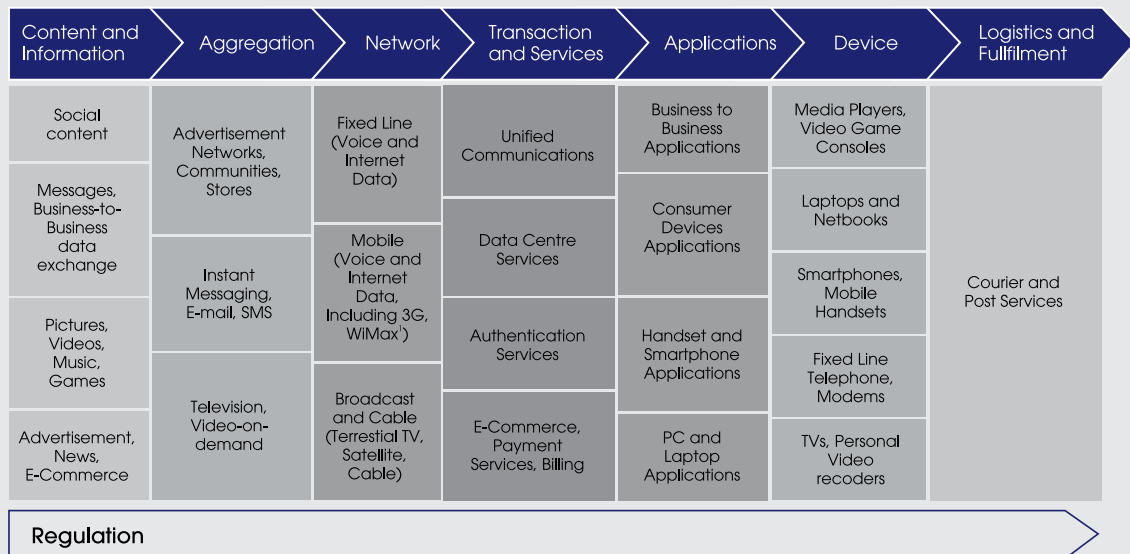 Content and
Information
Aggregation
Network
Transaction
and Services
Applications
Device
Logistics and
Fullfilment
Social
content
Messages,
Business-to-
Business
data
exchange
Pictures,
Videos,
Music,
Games
Advertisement,
News,
E-Commerce
Advertisement
Networks,
Communities,
Stores
Instant
Messaging,
E-mail, SMS
Television,
Video-on-
demand
Fixed Line
(Voice and
Internet
Data)
Mobile
(Voice and
Internet
Data,
Including 3G,
WiMax¹)
Broadcast
and Cable
(Terrestial TV,
Satellite,
Cable)
Unified
Communications
Data Centre
Services
Authentication
Services
E-Commerce,
Payment
Services, Billing
Business to
Business
Applications
Consumer
Devices
Applications
Handset and
Smartphone
Applications
PC and
Laptop
Applications
Media Players,
Video Game
Consoles
Laptops and
Netbooks
Smartphones,
Mobile
Handsets
Fixed Line
Telephone,
Modems
TVs, Personal
Video
recoders
Courier and
Post Services
Regulation